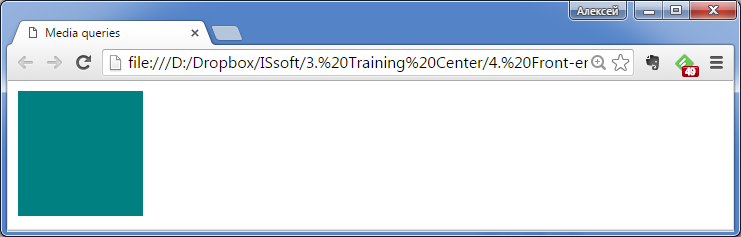 Алексей
Media queries
file:///D:/Dropbox/ISsoft/3.%20Training%20Center/4.%20Front-er
49